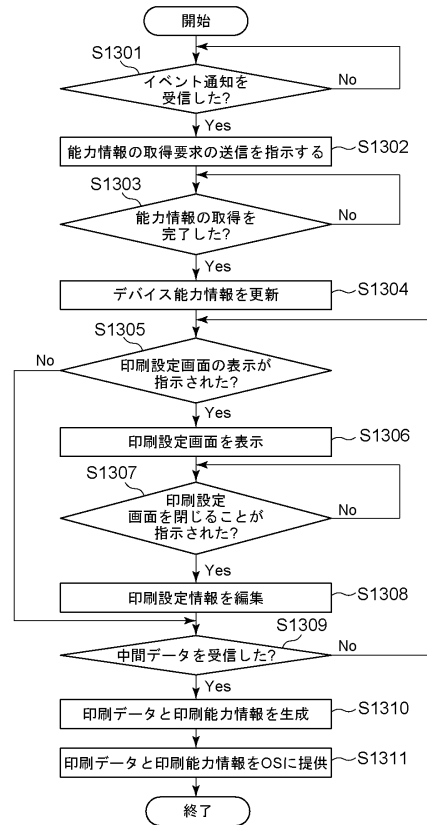 開始
S1301
イベント通知を
受信した?
No
Yes
能力情報の取得要求の送信を指示する
S1302
S1303
能力情報の取得を
完了した?
No
Yes
デバイス能力情報を更新
S1304
S1305
No
印刷設定画面の表示が
指示された?
Yes
印刷設定画面を表示
S1306
S1307
印刷設定
画面を閉じることが
指示された?
No
Yes
印刷設定情報を編集
S1308
S1309
中間データを受信した?
No
Yes
印刷データと印刷能力情報を生成
S1310
印刷データと印刷能力情報をOSに提供
S1311
終了